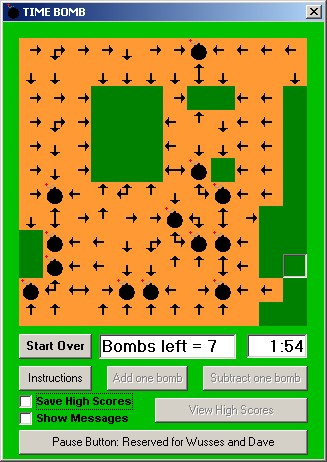 TIME BOMB
Start Over
Bombs left = 7
1:54
Instructions
Add one bomb
Subtract one bomb
Save High Scores
Show Messages
View High Scores
Pause Button: Reserved for Wusses and Dave